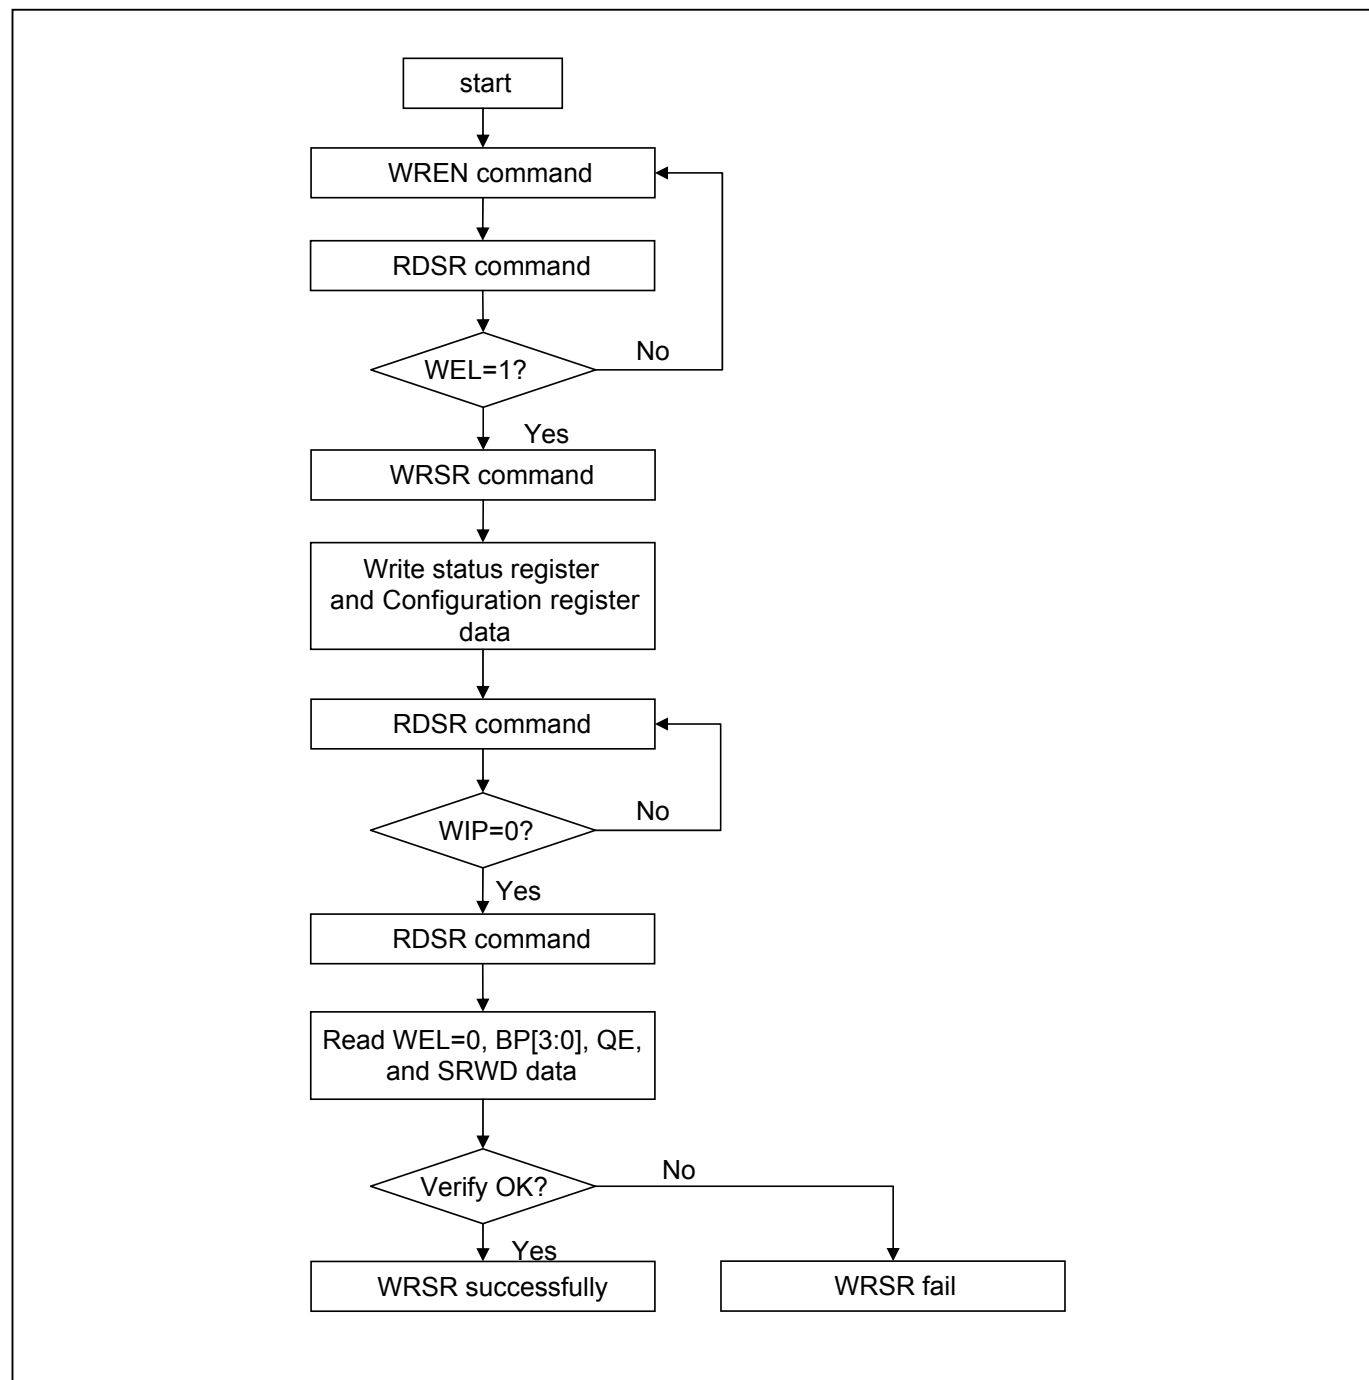 start
WREN command
RDSR command
WEL=1?
No
Yes
WRSR command
Write status register
and Configuration register
data
RDSR command
WIP=0?
No
Yes
RDSR command
Read WEL=0, BP[3:0], QE,
and SRWD data
Verify OK?
No
Yes
WRSR successfully
WRSR fail